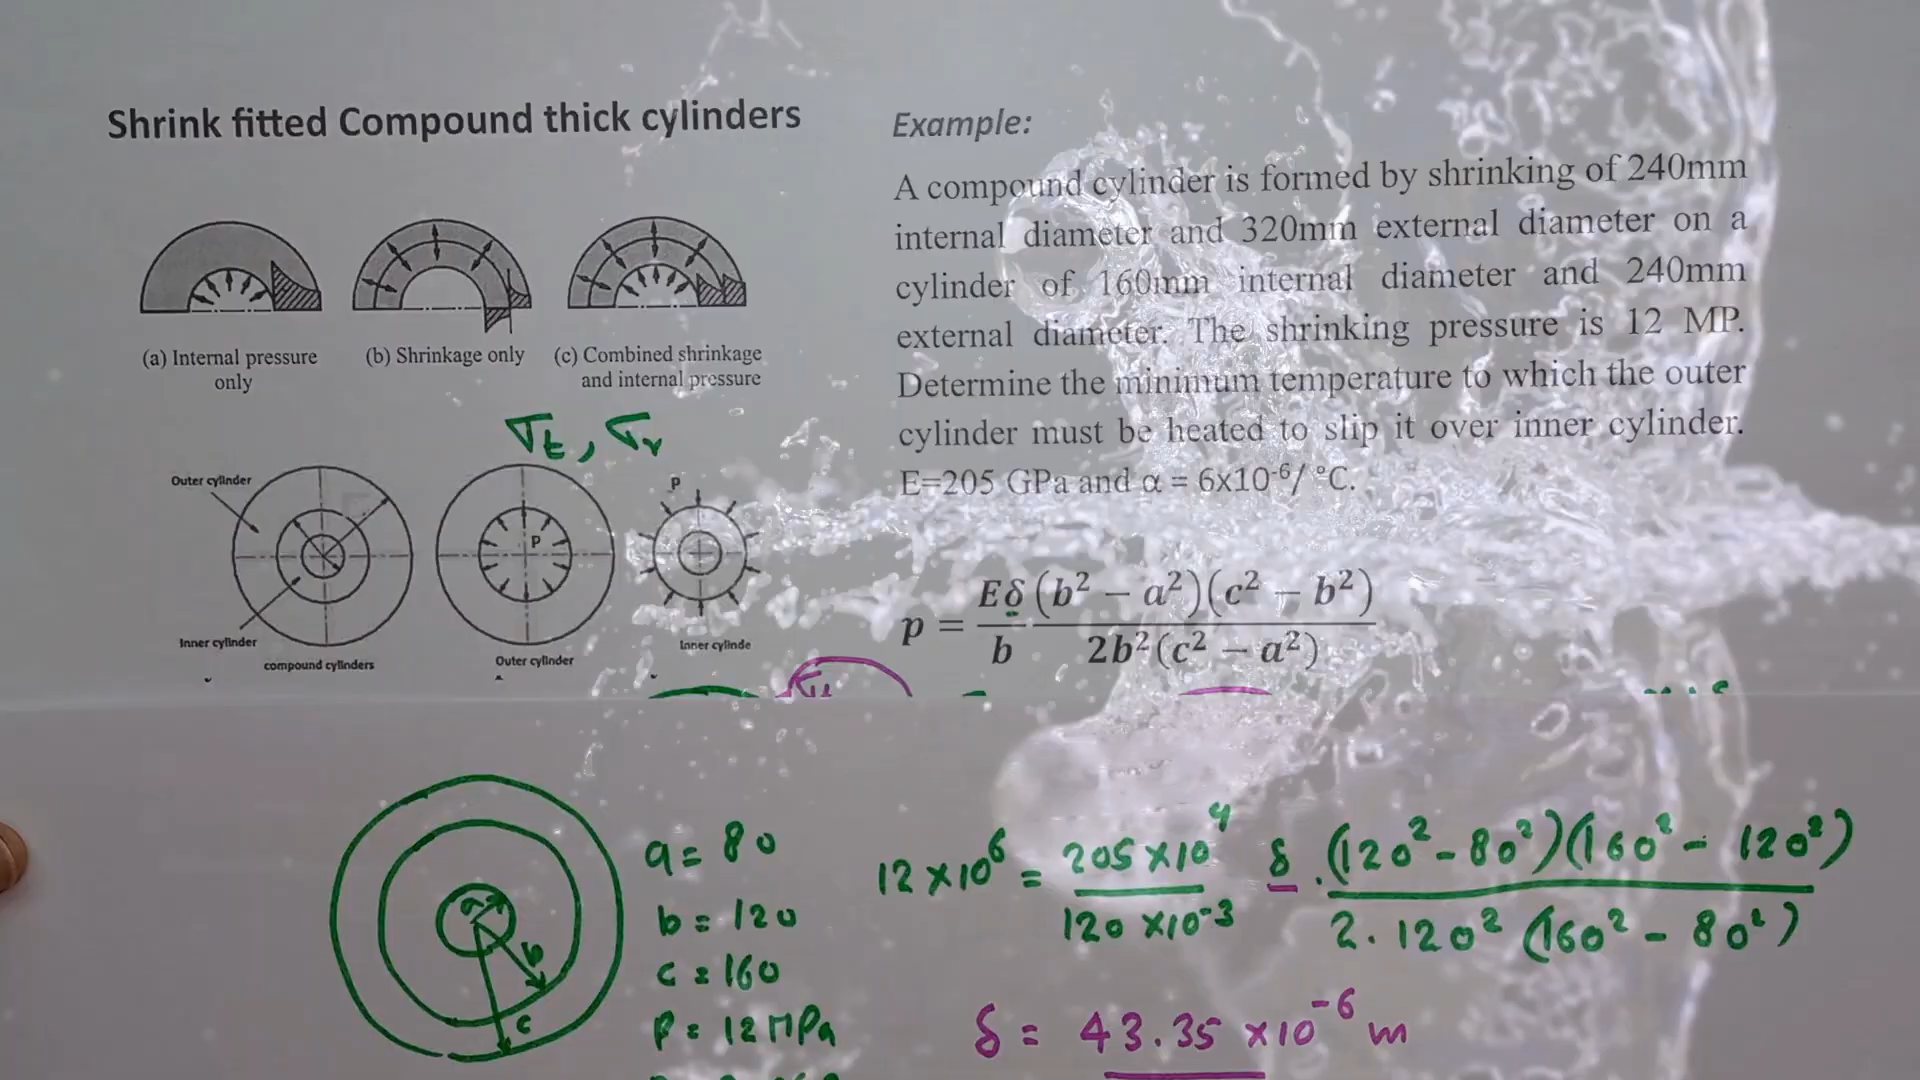 Shrink fitted Compound thick cylinders
(a) Internal pressure only
(b) Shrinkage only
(c) Combined shrinkage and internal pressure
σt, σr
Outer cylinder
Inner cylinder
compound cylinders
P
Outer cylinder
P
Inner cylinde
Example:
A compound cylinder is formed by shrinking of 240mm
internal diameter and 320mm external diameter on a
cylinder of 160mm internal diameter and 240mm
external diameter. The shrinking pressure is 12 MP.
Determine the minimum temperature to which the outer
cylinder must be heated to slip it over inner cylinder.
E=205 GPa and α = 6x10⁻⁶/ °C.
p = Eδ/b (b² − a²)(c² − b²)/2b²(c² − a²)
a
b
c
a = 80
b = 120
c = 160
P = 12 MPa
12 × 10⁶ = 205 × 10⁹/120 × 10⁻³ δ . (120² - 80²)(160² - 120²)/2. 120² (160² - 80²)
δ = 43.35 × 10⁻⁶ m